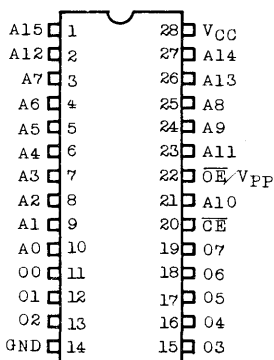 A15 1 28 VCC
A12 2 27 A14
A7 3 26 A13
A6 4 25 A8
A5 5 24 A9
A4 6 23 A11
A3 7 22 OE/VPP
A2 8 21 A10
A1 9 20 CE
A0 10 19 O7
O0 11 18 O6
O1 12 17 O5
O2 13 16 O4
GND 14 15 O3